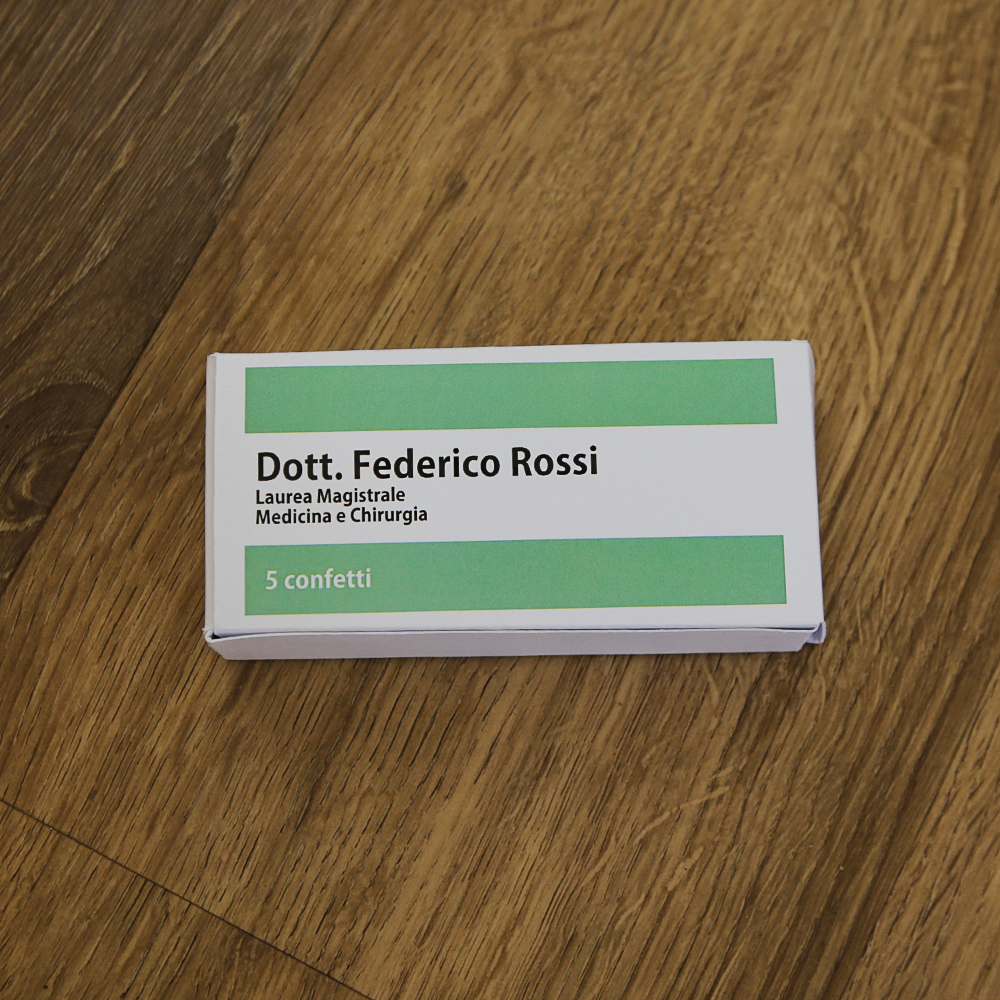 Dott. Federico Rossi
Laurea Magistrale
Medicina e Chirurgia
5 confetti